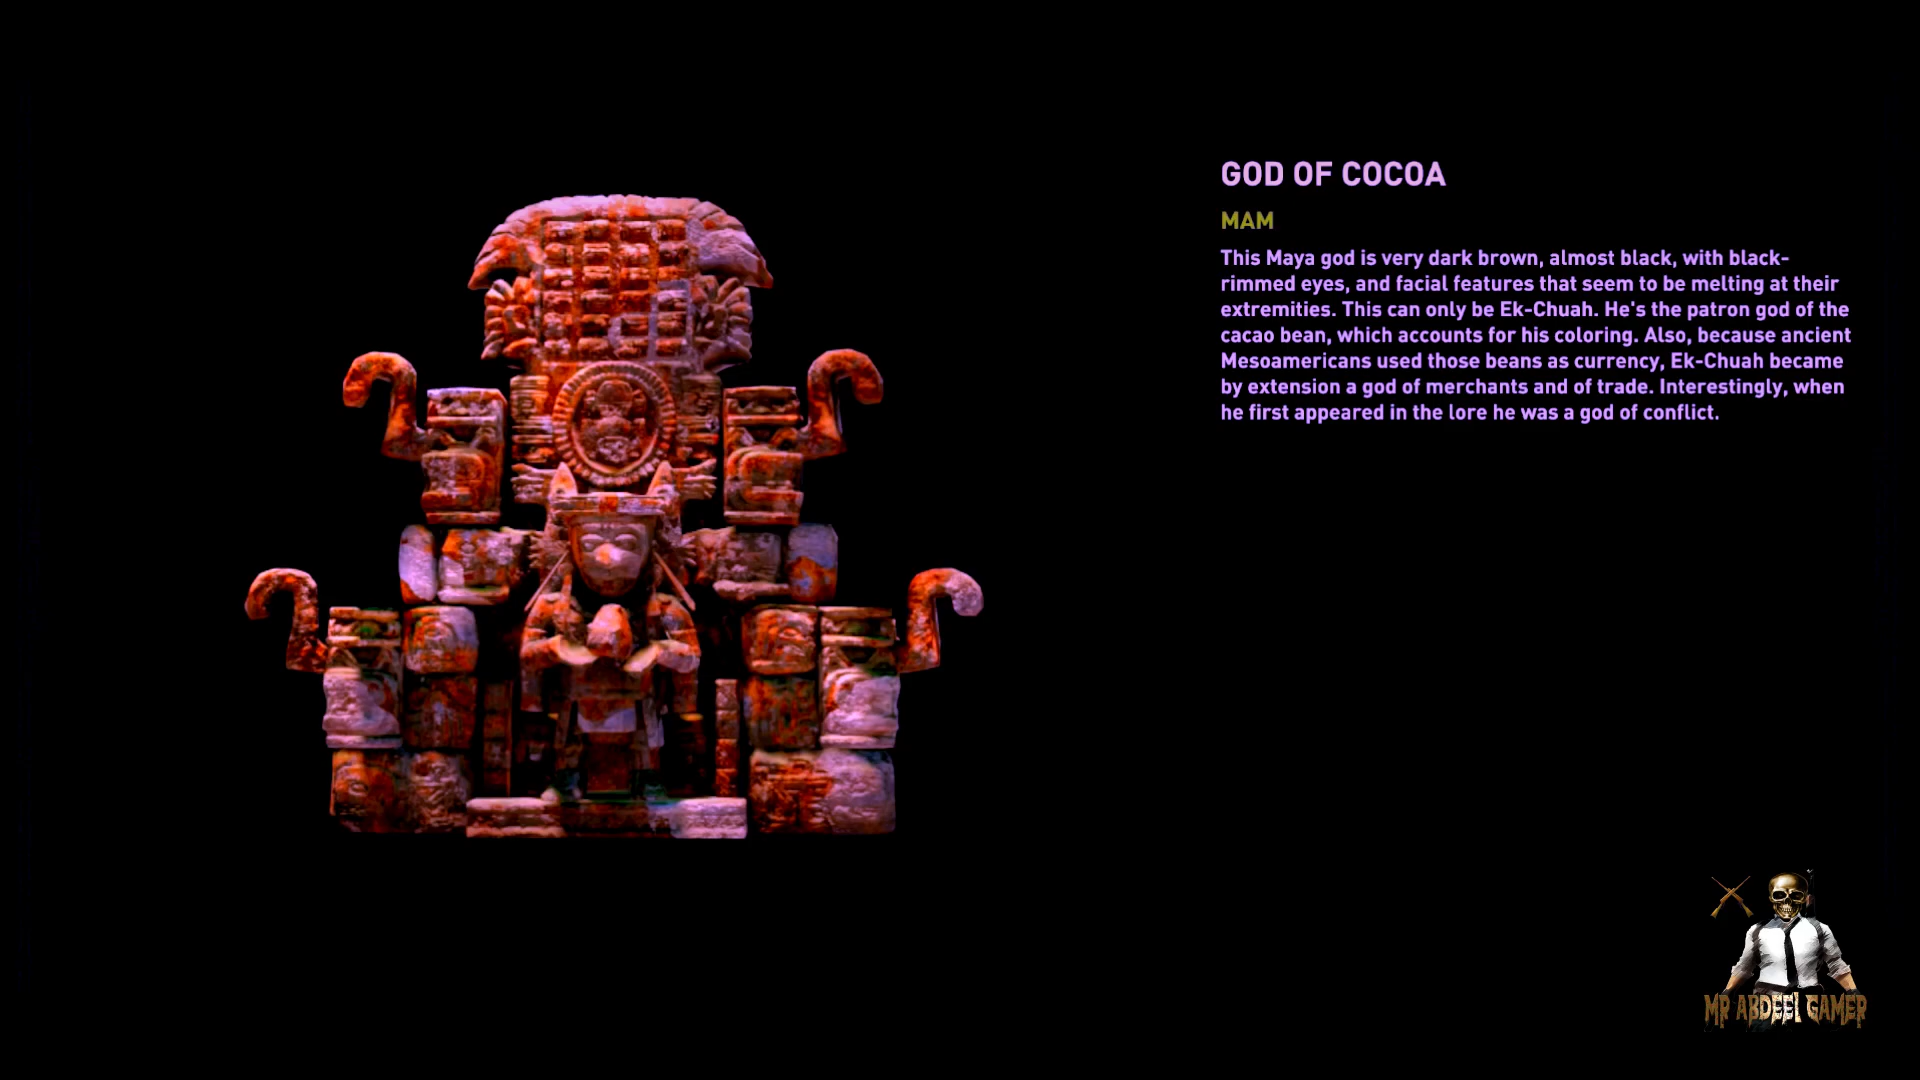 GOD OF COCOA
MAM
This Maya god is very dark brown, almost black, with black-
rimmed eyes, and facial features that seem to be melting at their
extremities. This can only be Ek-Chuah. He's the patron god of the
cacao bean, which accounts for his coloring. Also, because ancient
Mesoamericans used those beans as currency, Ek-Chuah became
by extension a god of merchants and of trade. Interestingly, when
he first appeared in the lore he was a god of conflict.
MR ABDEEL GAMER